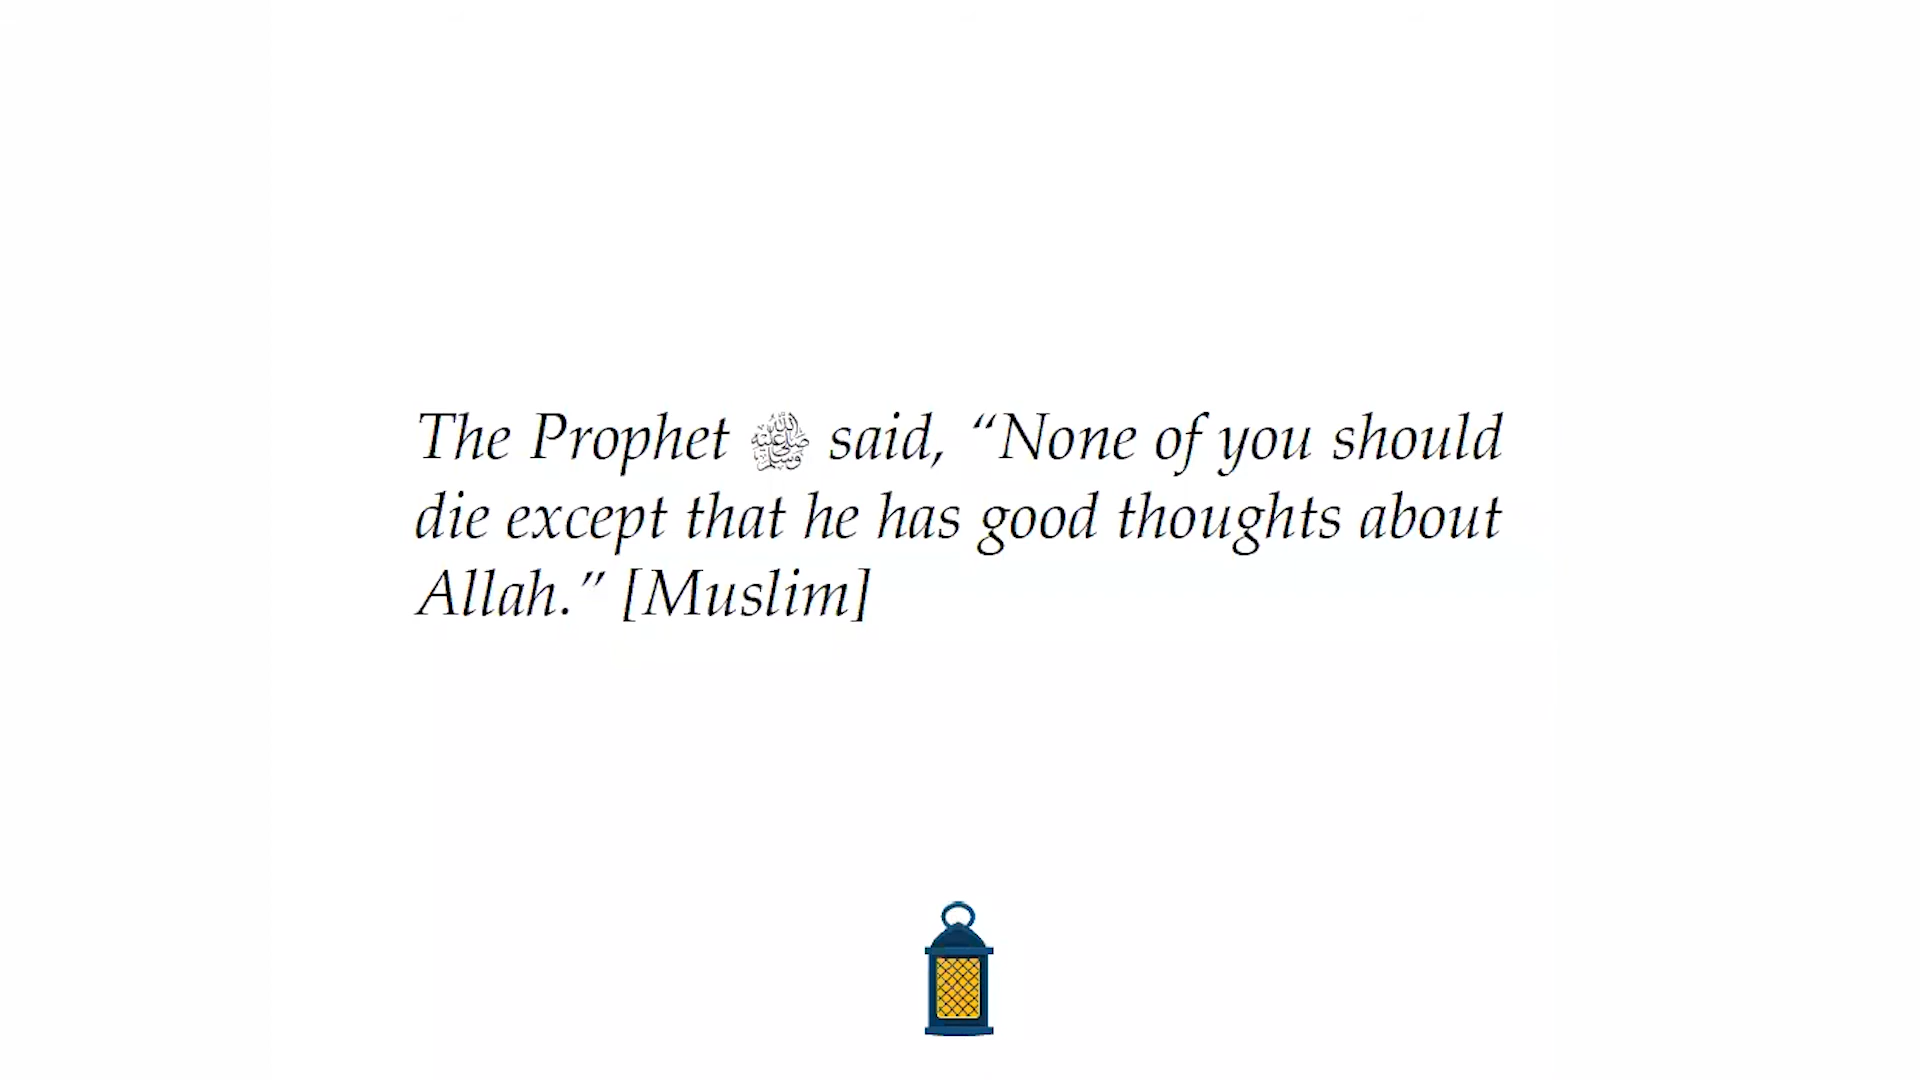 The Prophet ﷺ said, “None of you should
die except that he has good thoughts about
Allah.” [Muslim]